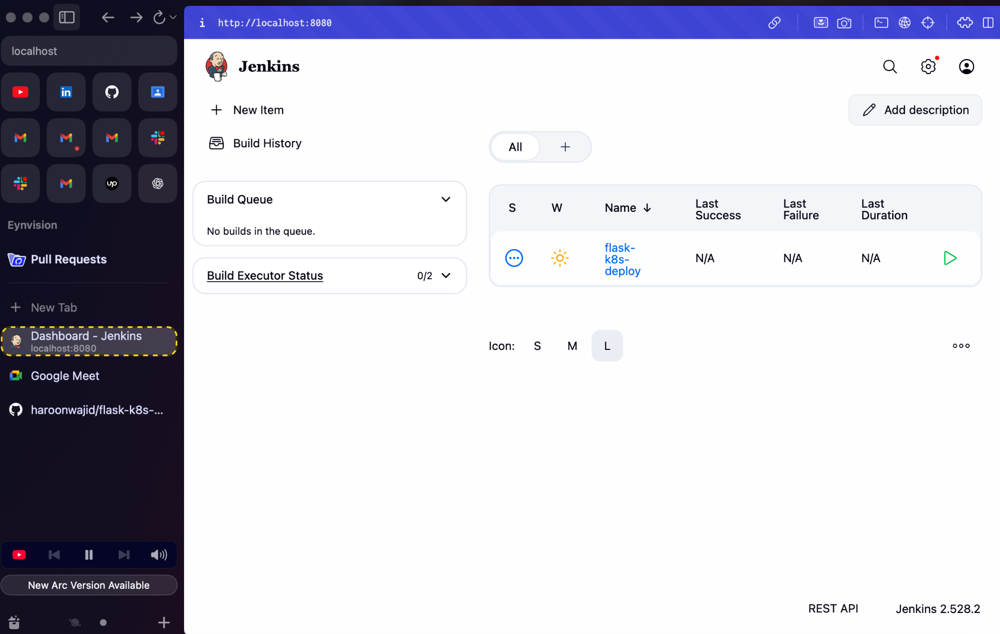 localhost
Eynvision
Pull Requests
New Tab
Dashboard - Jenkins
localhost:8080
Google Meet
haroonwajid/flask-k8s-...
New Arc Version Available
http://localhost:8080
Jenkins
New Item
Build History
Build Queue
No builds in the queue.
Build Executor Status 0/2
Add description
All
S W Name ↓ Last Success Last Failure Last Duration
flask-
k8s-
deploy
N/A N/A N/A
Icon: S M L
REST API Jenkins 2.528.2
in
up